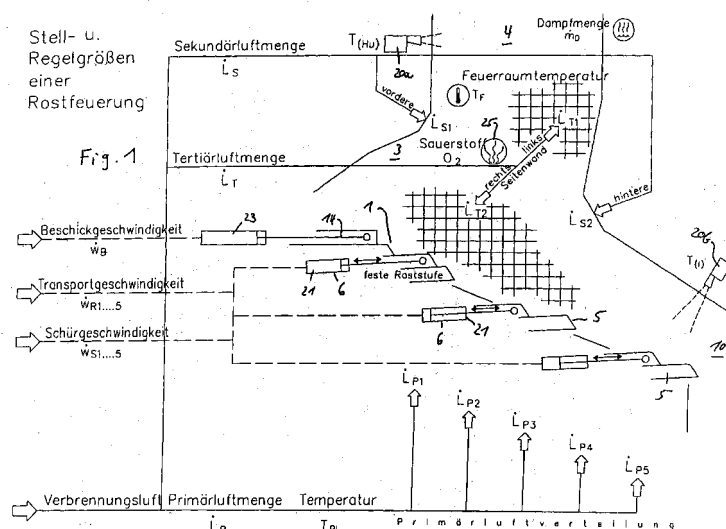 Stell- u.
Regelgrößen
einer
Rostfeuerung
Fig. 1
Sekundärluftmenge
L̇ S
T(Hu)
20a
4
Dampfmenge
ṁD
Feuerraumtemperatur
TF
vordere
L̇ S1
3
25
Sauerstoff
O2
L̇ T1
links
rechts
Seitenwand
Tertiärluftmenge
L̇ T
L̇ T2
hintere
L̇ S2
20b
T(I)
10
Beschickgeschwindigkeit
ẇB
23
14
1
Transportgeschwindigkeit
ẇR1....5
21
6
feste Roststufe
Schürgeschwindigkeit
ẇS1....5
6
21
5
5
L̇ P1
L̇ P2
L̇ P3
L̇ P4
L̇ P5
Verbrennungsluft Primärluftmenge Temperatur
Primärluftverteilung